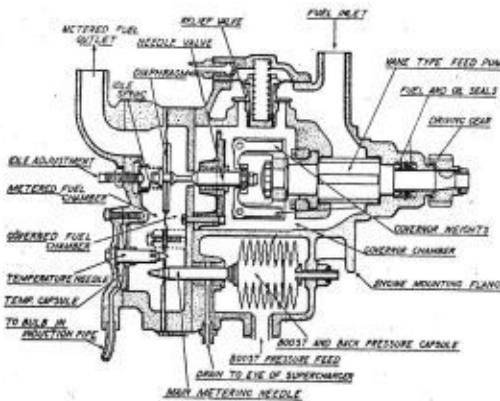 RELIEF VALVE
FUEL INLET
METERED FUEL
OUTLET
NEEDLE VALVE
DIAPHRAGM
IDLE
SPRING
VANE TYPE FEED PUM
FUEL AND OIL SEALS
DRIVING GEAR
IDLE ADJUSTMENT
METERED FUEL
CHAMBER
GOVERNED FUEL
CHAMBER
TEMPERATURE NEEDLE
TEMP. CAPSULE
TO BULB IN
INDUCTION PIPE
GOVERNOR WEIGHTS
GOVERNOR CHAMBER
ENGINE MOUNTING FLANG
BOOST AND BACK PRESSURE CAPSULE
BOOST PRESSURE FEED
DRAIN TO EYE OF SUPERCHARGER
MAIN METERING NEEDLE